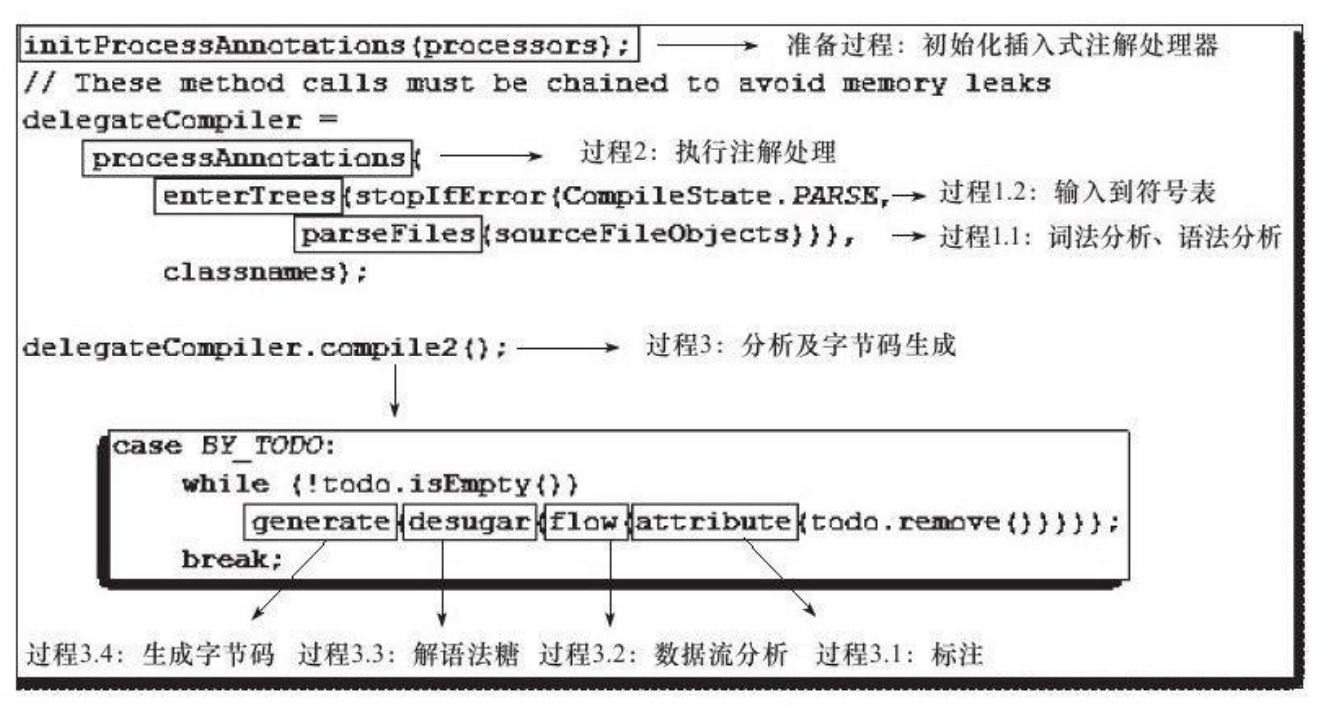 initProcessAnnotations(processors); 准备过程：初始化插入式注解处理器
// These method calls must be chained to avoid memory leaks
delegateCompiler =
processAnnotations( 过程2：执行注解处理
enterTrees(stopIfError(CompileState.PARSE, 过程1.2：输入到符号表
parseFiles(sourceFileObjects))), 过程1.1：词法分析、语法分析
classnames);
delegateCompiler.compile2(); 过程3：分析及字节码生成
case BY_TODO:
while (!todo.isEmpty())
generate(desugar(flow(attribute(todo.remove()))));
break;
过程3.4：生成字节码 过程3.3：解语法糖 过程3.2：数据流分析 过程3.1：标注